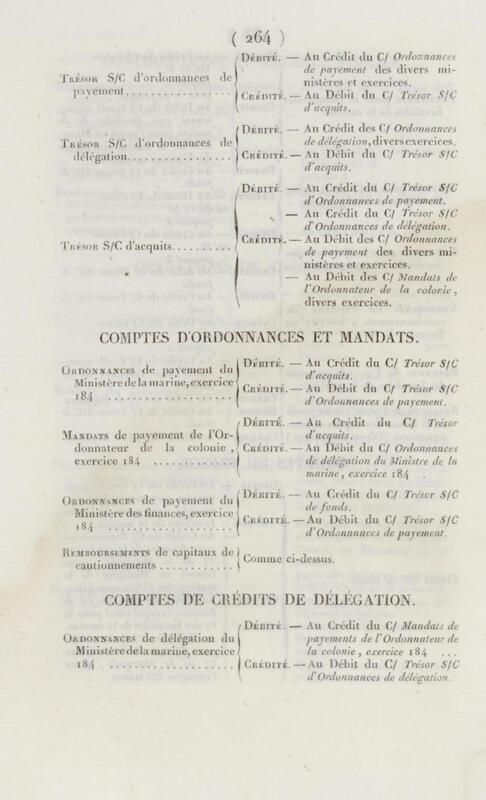 ( 264 )
TRÉSOR S/C d'ordonnances de
payement................
DÉBITÉ. — Au Crédit du C/ Ordonnances
de payement des divers mi-
nistères et exercices.
CRÉDITÉ. — Au Débit du C/ Trésor S/C
d'acquits.
TRÉSOR S/C d'ordonnances de
délégation................
DÉBITÉ. — Au Crédit des C/ Ordonnances
de délégation, divers exercices.
CRÉDITÉ. — Au Débit du C/ Trésor S/C
d'acquits.
TRÉSOR S/C d'acquits..........
DÉBITÉ. — Au Crédit du C/ Trésor S/C
d'Ordonnances de payement.
— Au Crédit du C/ Trésor S/C
d'Ordonnances de délégation.
CRÉDITÉ. — Au Débit des C/ Ordonnances
de payement des divers mi-
nistères et exercices.
— Au Débit des C/ Mandats de
l'Ordonnateur de la colonie,
divers exercices.
COMPTES D'ORDONNANCES ET MANDATS.
ORDONNANCES de payement du
Ministère de la marine, exercice
184 ..................
DÉBITÉ. — Au Crédit du C/ Trésor S/C
d'acquits.
CRÉDITÉ. — Au Débit du C/ Trésor S/C
d'Ordonnances de payement.
MANDATS de payement de l'Or-
donnateur de la colonie,
exercice 184 ............
DÉBITÉ. — Au Crédit du C/ Trésor
d'acquits.
CRÉDITÉ. — Au Débit du C/ Ordonnances
de délégation du Ministre de la
marine, exercice 184 .
ORDONNANCES de payement du
Ministère des finances, exercice
184 ..................
DÉBITÉ. — Au Crédit du C/ Trésor S/C
de fonds.
CRÉDITÉ. — Au Débit du C/ Trésor S/C
d'Ordonnances de payement.
REMBOURSEMENTS de capitaux de
cautionnements ............
Comme ci-dessus.
COMPTES DE CRÉDITS DE DÉLÉGATION.
ORDONNANCES de délégation du
Ministère de la marine, exercice
184 ..................
DÉBITÉ. — Au Crédit du C/ Mandats de
payements de l'Ordonnateur de
la colonie, exercice 184 ...
CRÉDITÉ. — Au Débit du C/ Trésor S/C
d'Ordonnances de délégation.